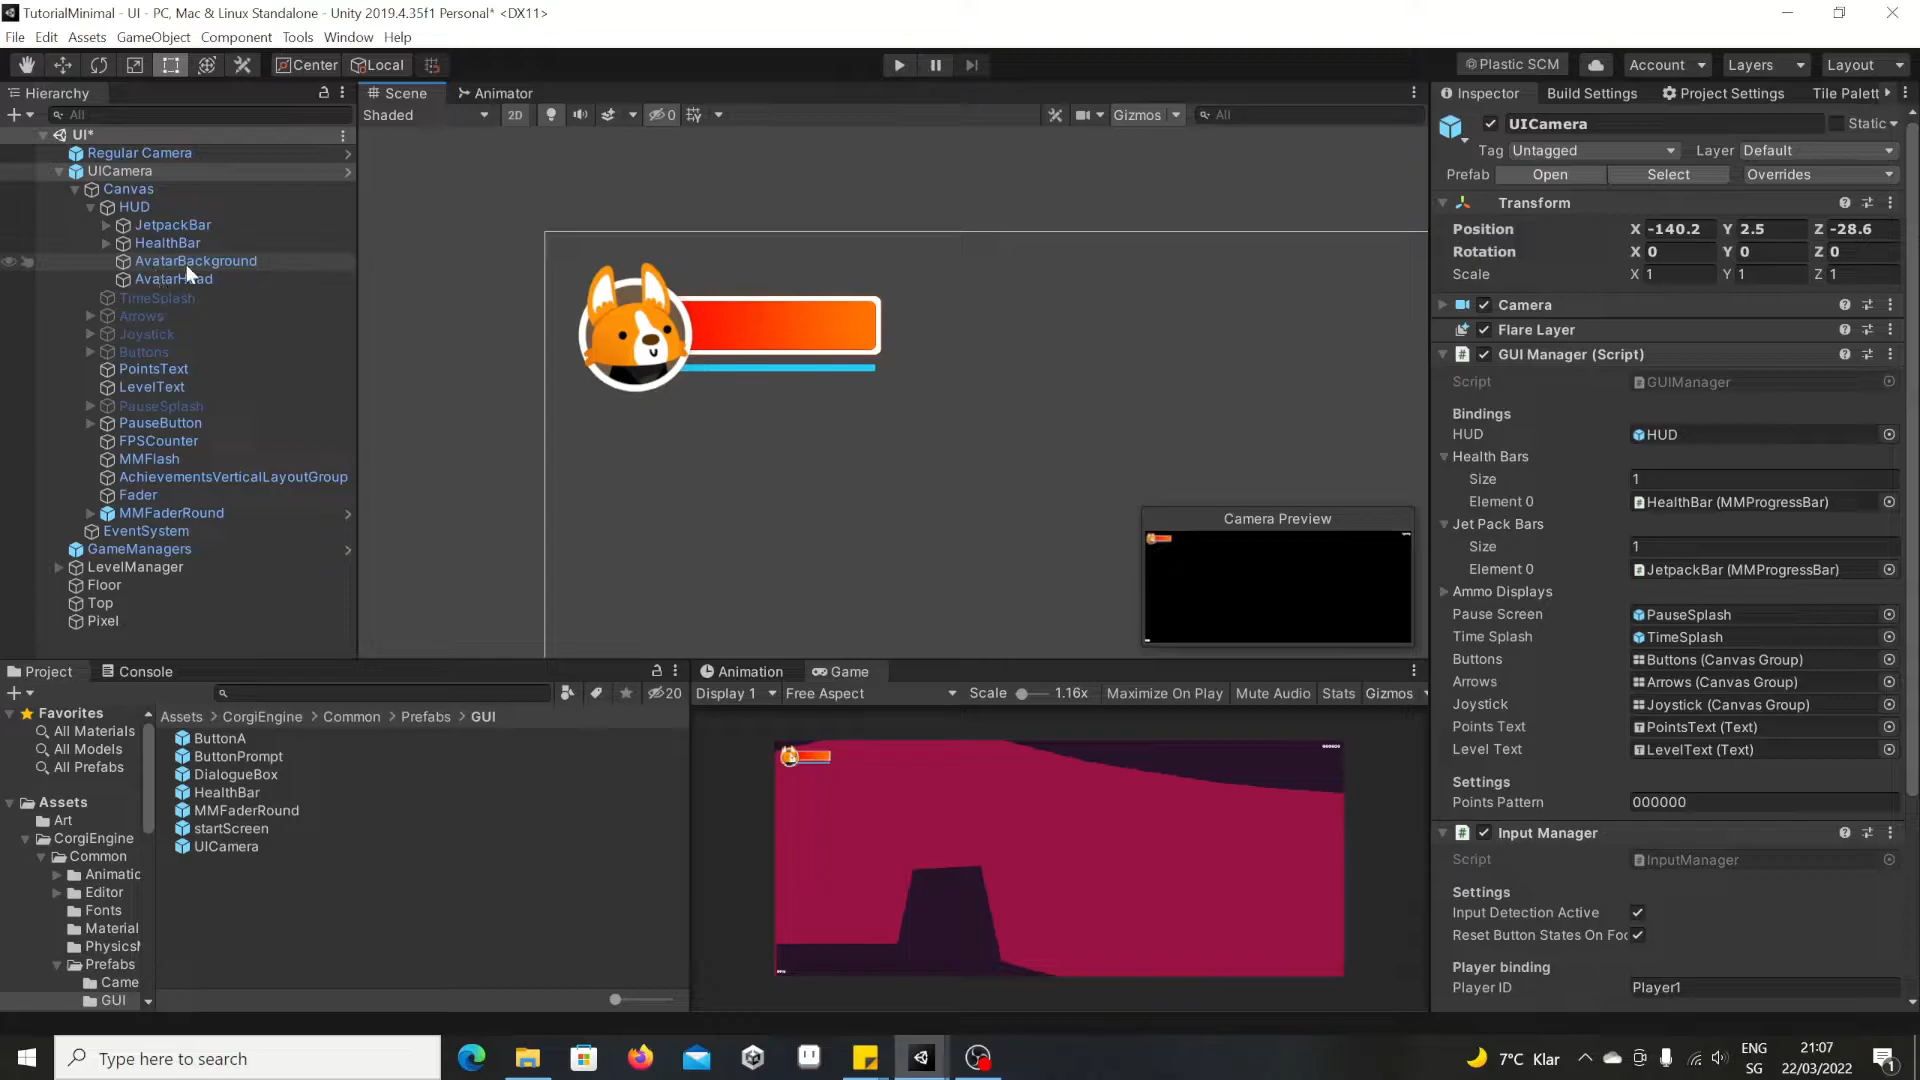 TutorialMinimal - UI - PC, Mac & Linux Standalone - Unity 2019.4.35f1 Personal* <DX11>
File Edit Assets GameObject Component Tools Window Help
Center Local Plastic SCM Account Layers Layout
Hierarchy
All
UI*
Regular Camera
UICamera
Canvas
HUD
JetpackBar
HealthBar
AvatarBackground
AvatarHead
TimeSplash
Arrows
Joystick
Buttons
PointsText
LevelText
PauseSplash
PauseButton
FPSCounter
MMFlash
AchievementsVerticalLayoutGroup
Fader
MMFaderRound
EventSystem
GameManagers
LevelManager
Floor
Top
Pixel
Scene Animator
Shaded 2D 0 Gizmos All
Camera Preview
Inspector Build Settings Project Settings Tile Palett
UICamera Static
Tag Untagged Layer Default
Prefab Open Select Overrides
Transform
Position X -140.2 Y 2.5 Z -28.6
Rotation X 0 Y 0 Z 0
Scale X 1 Y 1 Z 1
Camera
Flare Layer
GUI Manager (Script)
Script GUIManager
Bindings
HUD HUD
Health Bars
Size 1
Element 0 HealthBar (MMProgressBar)
Jet Pack Bars
Size 1
Element 0 JetpackBar (MMProgressBar)
Ammo Displays
Pause Screen PauseSplash
Time Splash TimeSplash
Buttons Buttons (Canvas Group)
Arrows Arrows (Canvas Group)
Joystick Joystick (Canvas Group)
Points Text PointsText (Text)
Level Text LevelText (Text)
Settings
Points Pattern 000000
Input Manager
Script InputManager
Settings
Input Detection Active
Reset Button States On Foc
Player binding
Player ID Player1
Project Console
20
Favorites
All Materials
All Models
All Prefabs
Assets
Art
CorgiEngine
Common
Animatic
Editor
Fonts
Material
Physics
Prefabs
Came
GUI
Assets > CorgiEngine > Common > Prefabs > GUI
ButtonA
ButtonPrompt
DialogueBox
HealthBar
MMFaderRound
startScreen
UICamera
Animation Game
Display 1 Free Aspect Scale 1.16x Maximize On Play Mute Audio Stats Gizmos
000000
Type here to search
7°C Klar
ENG
SG
21:07
22/03/2022
1